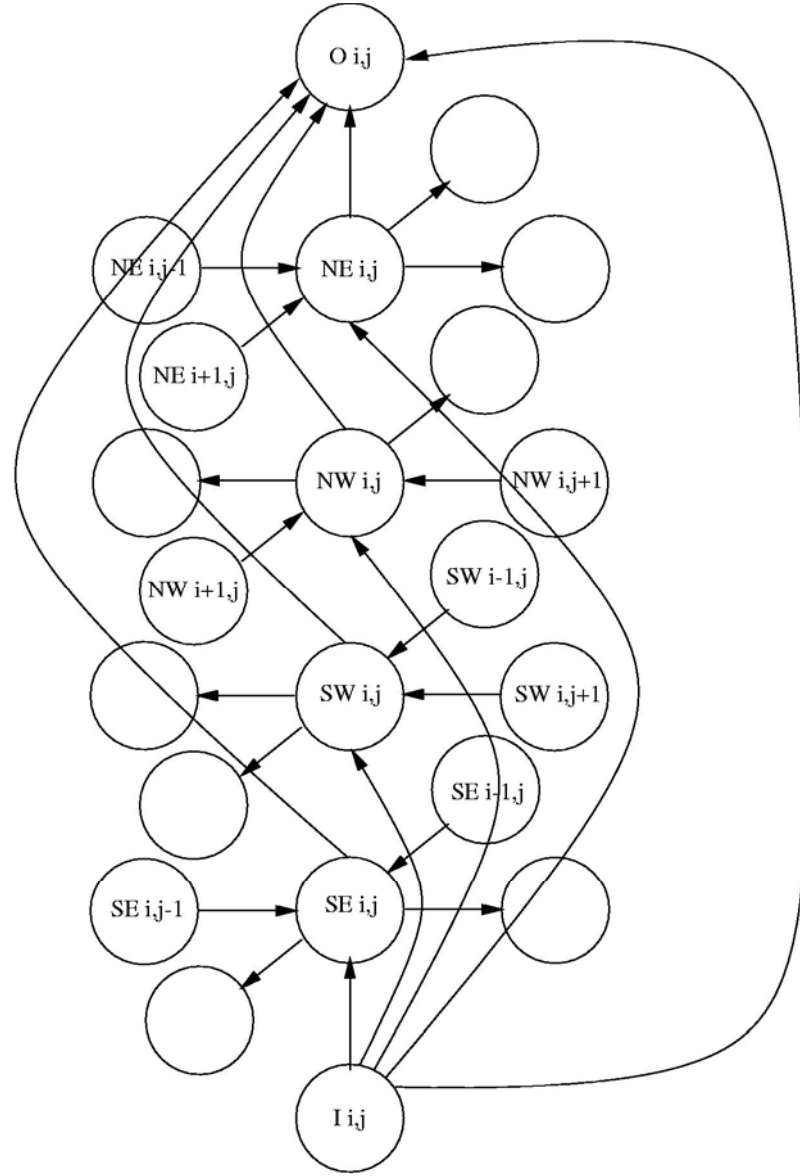 O i,j
NE i,j-1
NE i,j
NE i+1,j
NW i,j
NW i,j+1
NW i+1,j
SW i-1,j
SW i,j
SW i,j+1
SE i-1,j
SE i,j-1
SE i,j
I i,j